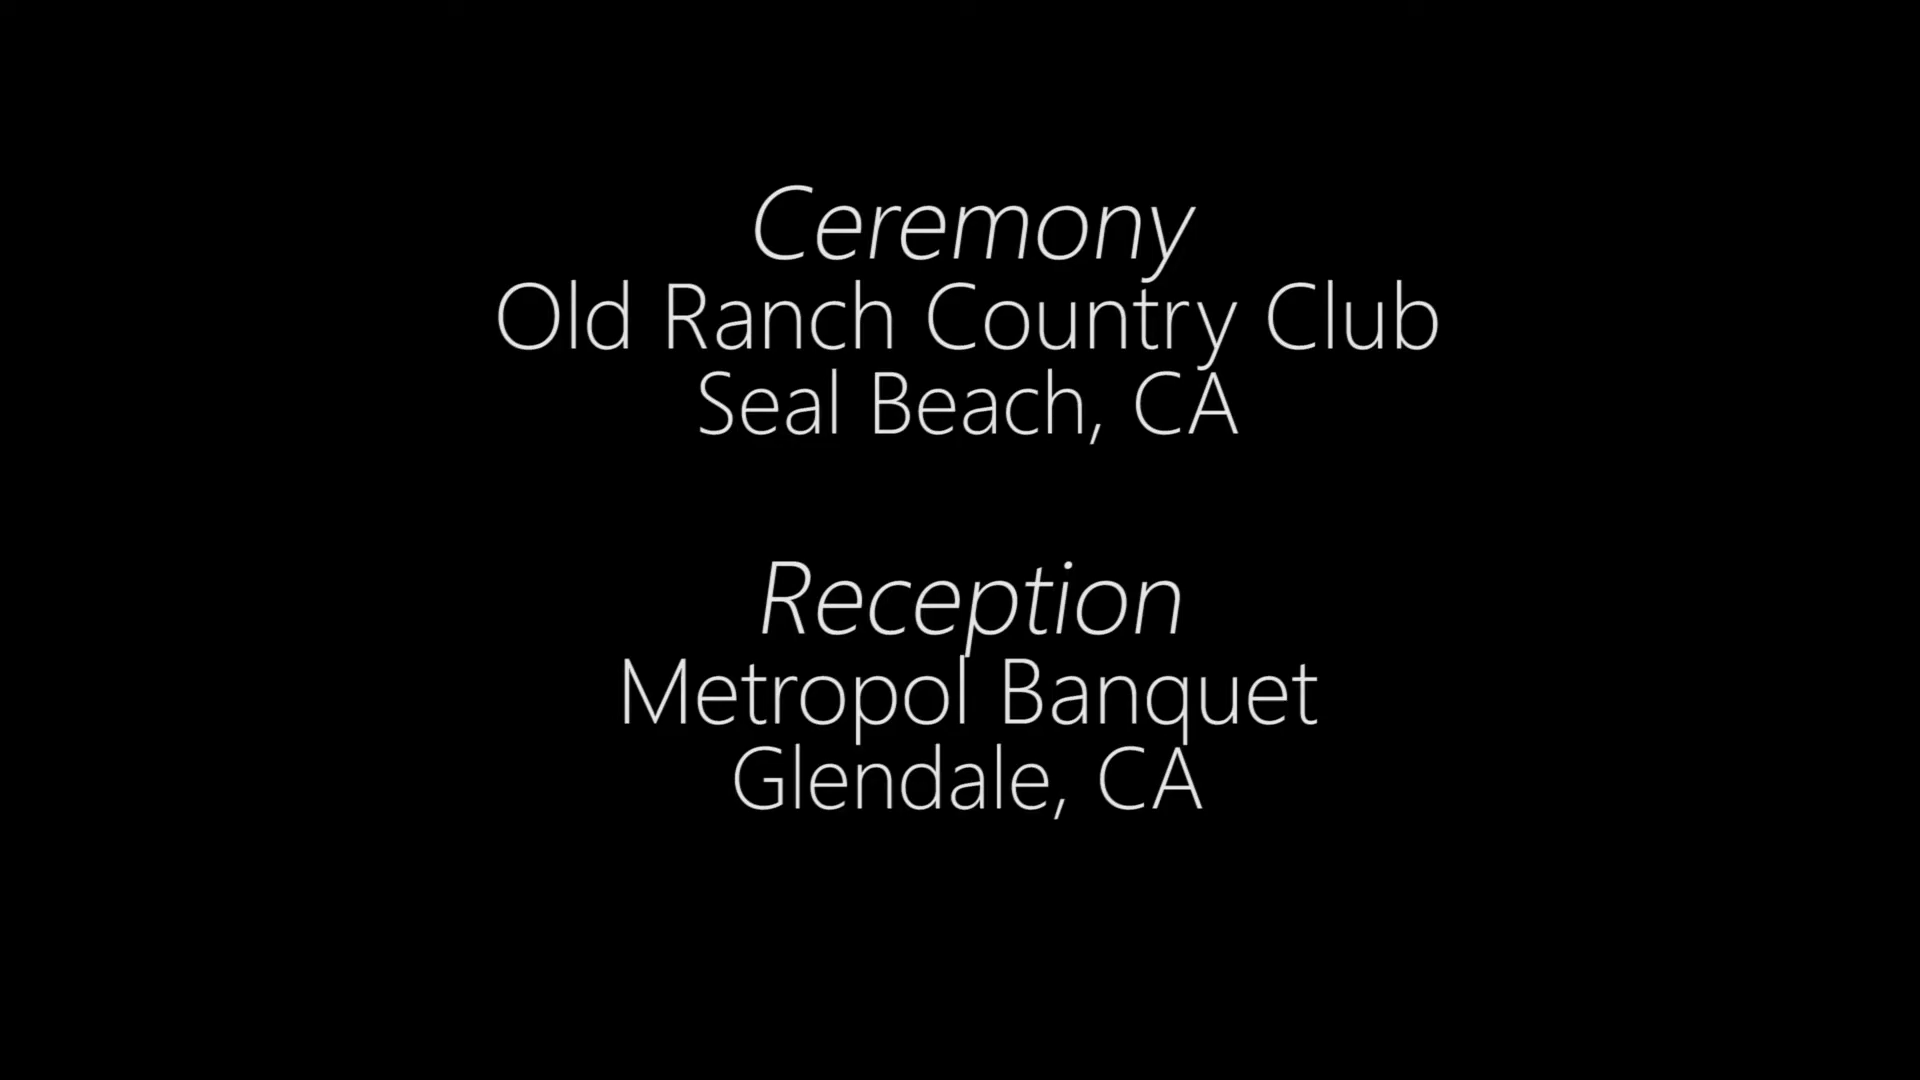 Ceremony
Old Ranch Country Club
Seal Beach, CA
Reception
Metropol Banquet
Glendale, CA